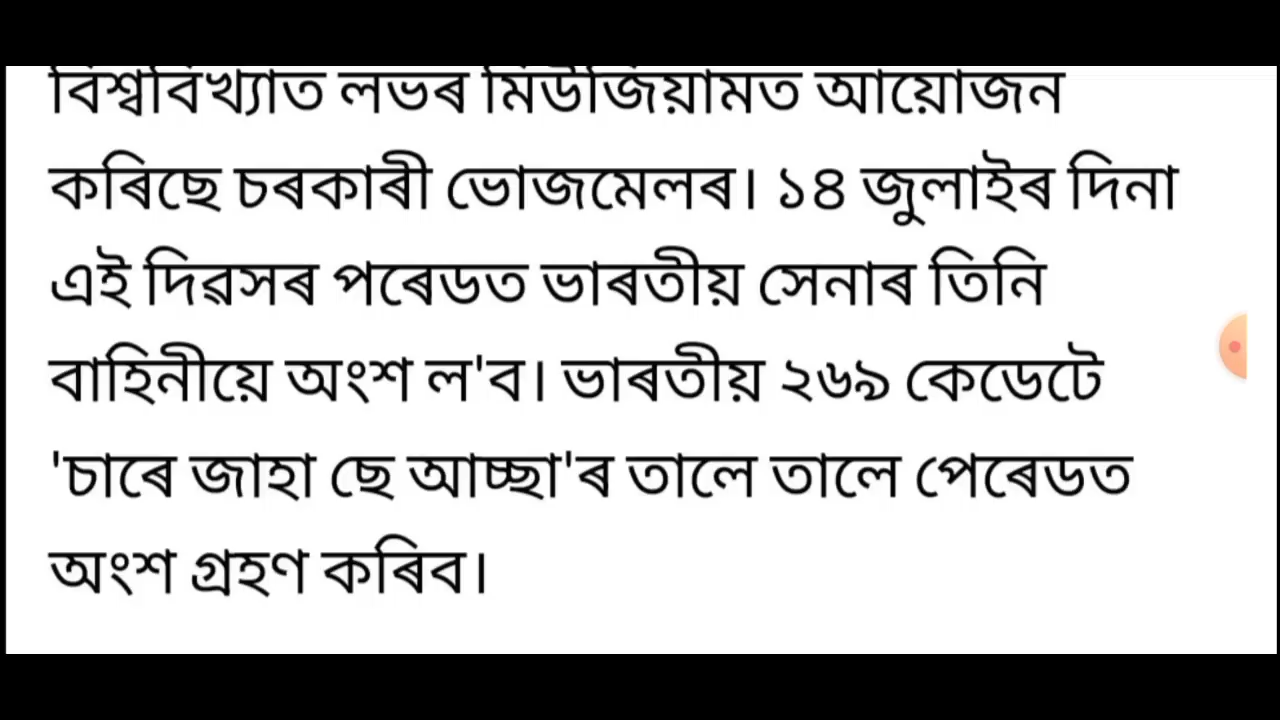 বিশ্ববিখ্যাত লভৰ মিউজিয়ামত আয়োজন
কৰিছে চৰকাৰী ভোজমেলৰ। ১৪ জুলাইৰ দিনা
এই দিৱসৰ পৰেডত ভাৰতীয় সেনাৰ তিনি
বাহিনীয়ে অংশ ল'ব। ভাৰতীয় ২৬৯ কেডেটে
'চাৰে জাহা ছে আচ্ছা'ৰ তালে তালে পেৰেডত
অংশ গ্ৰহণ কৰিব।